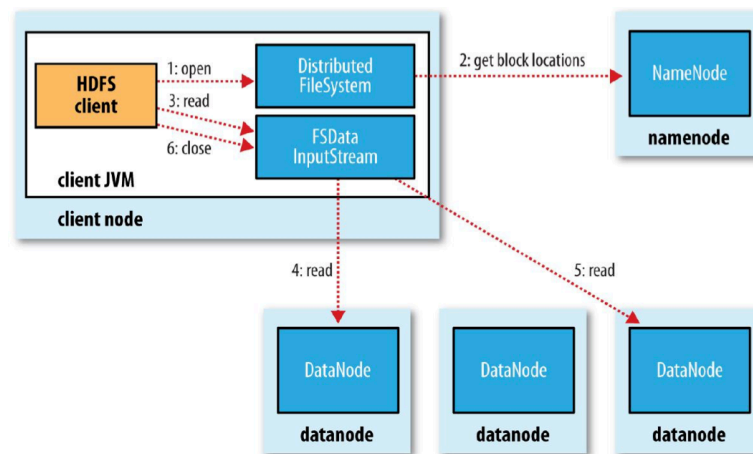 1: open
HDFS
client
3: read
6: close
Distributed
FileSystem
FSData
InputStream
2: get block locations
NameNode
namenode
client JVM
client node
4: read
5: read
DataNode
DataNode
DataNode
datanode
datanode
datanode